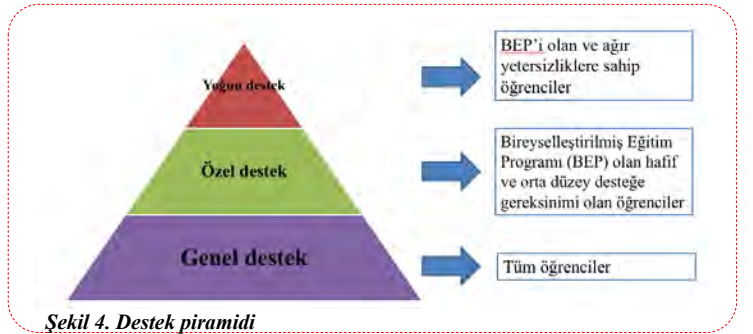 Yoğun destek
BEP'i olan ve ağır
yetersizliklere sahip
öğrenciler
Özel destek
Bireyselleştirilmiş Eğitim
Programı (BEP) olan hafif
ve orta düzey desteğe
gereksinimi olan öğrenciler
Genel destek
Tüm öğrenciler
Şekil 4. Destek piramidi